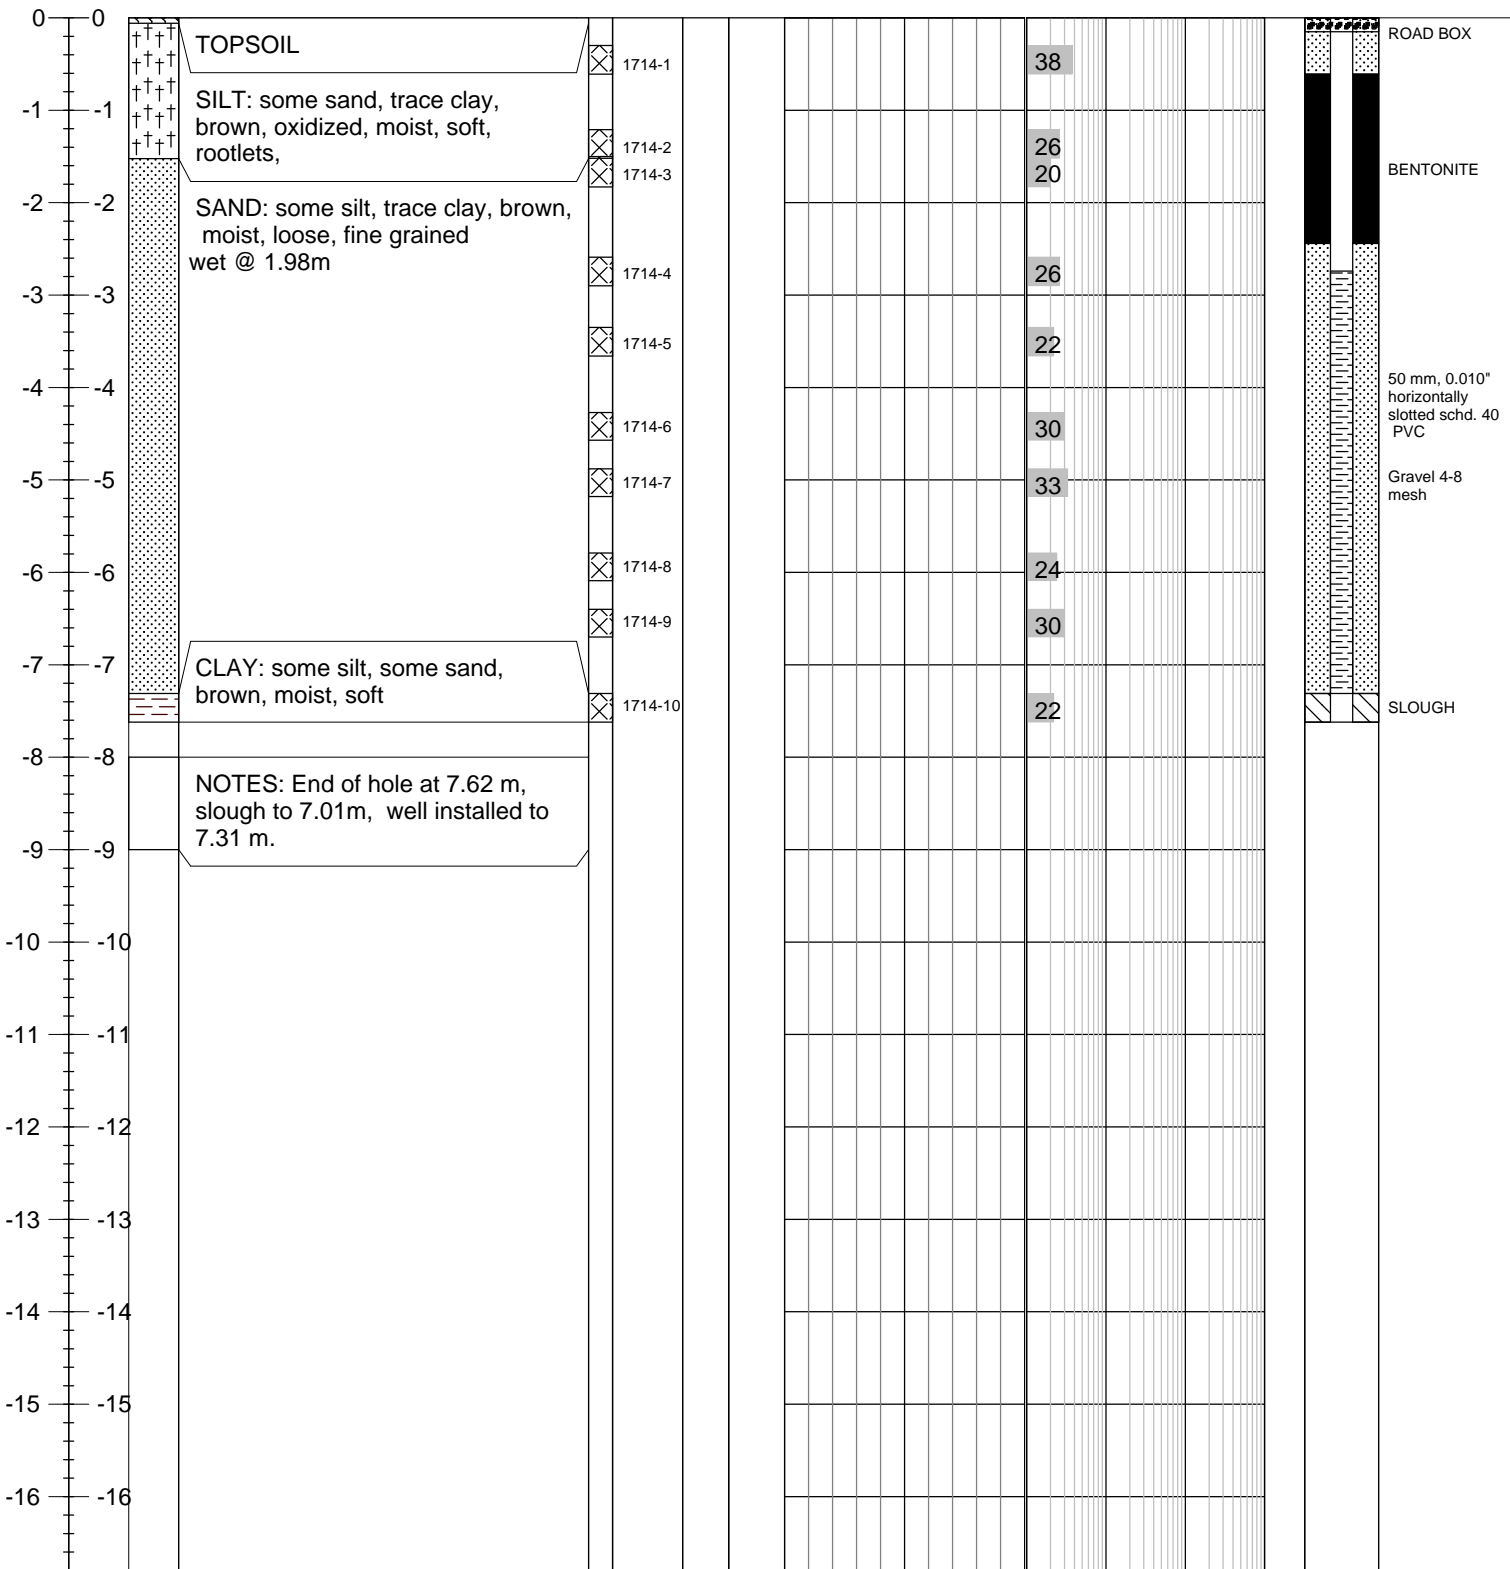 0 0
TOPSOIL
ROAD BOX
1714-1
38
SILT: some sand, trace clay,
brown, oxidized, moist, soft,
rootlets,
-1 -1
1714-2
26
1714-3
20
BENTONITE
-2 -2
SAND: some silt, trace clay, brown,
moist, loose, fine grained
wet @ 1.98m
1714-4
26
-3 -3
1714-5
22
-4 -4
50 mm, 0.010"
horizontally
slotted schd. 40
PVC
1714-6
30
-5 -5
1714-7
33
Gravel 4-8
mesh
-6 -6
1714-8
24
1714-9
30
-7 -7
CLAY: some silt, some sand,
brown, moist, soft
1714-10
22
SLOUGH
-8 -8
NOTES: End of hole at 7.62 m,
slough to 7.01m, well installed to
7.31 m.
-9 -9
-10 -10
-11 -11
-12 -12
-13 -13
-14 -14
-15 -15
-16 -16